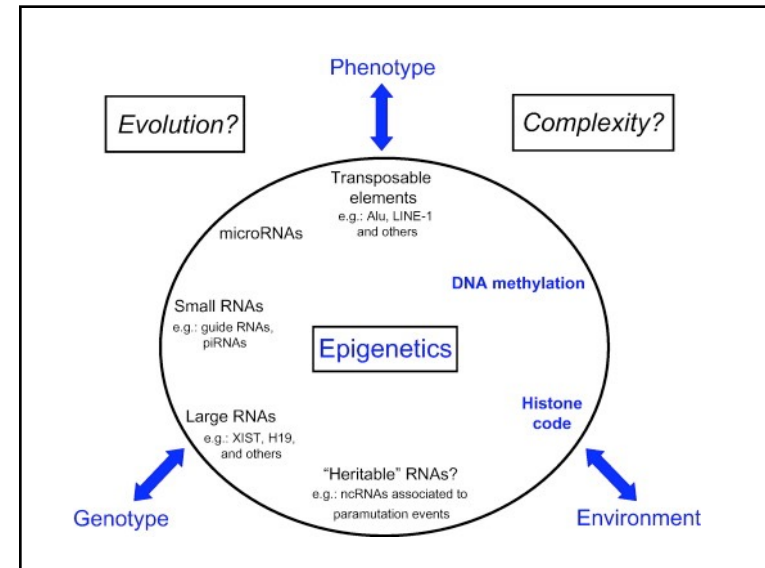 Phenotype
Evolution?
Complexity?
Transposable
elements
e.g.: Alu, LINE-1
and others
microRNAs
DNA methylation
Small RNAs
e.g.: guide RNAs,
piRNAs
Epigenetics
Histone
code
Large RNAs
e.g.: XIST, H19,
and others
“Heritable” RNAs?
e.g.: ncRNAs associated to
paramutation events
Genotype
Environment